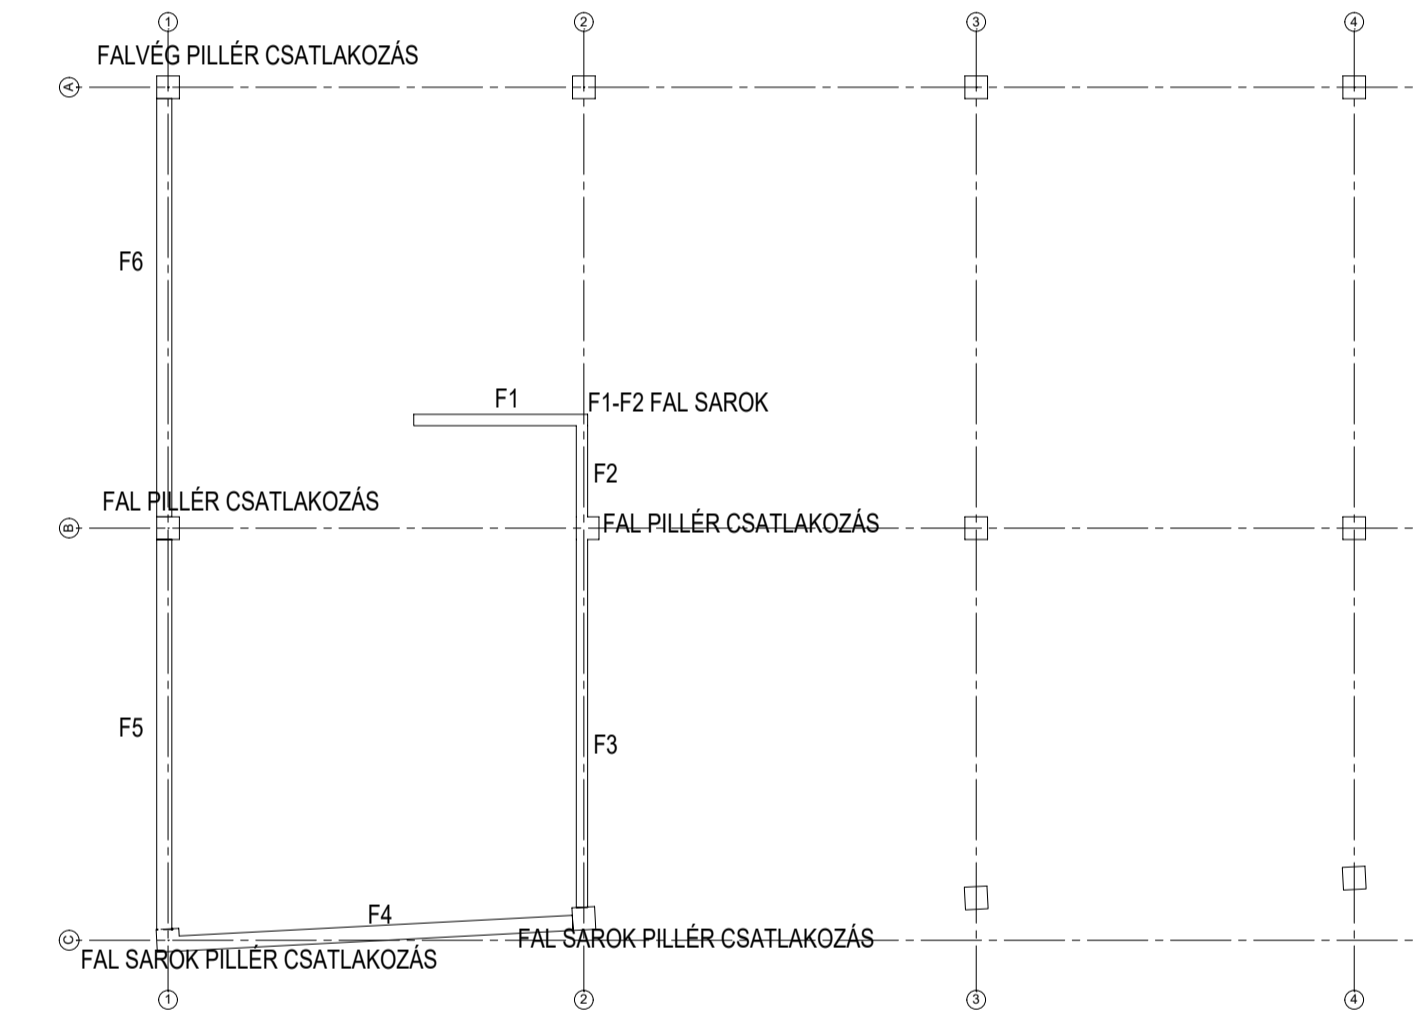 1 2 3 4
FALVÉG PILLÉR CSATLAKOZÁS
A
F6
F1
F1-F2 FAL SAROK
F2
FAL PILLÉR CSATLAKOZÁS
B
FAL PILLÉR CSATLAKOZÁS
F5
F3
F4
C
FAL SAROK PILLÉR CSATLAKOZÁS
FAL SAROK PILLÉR CSATLAKOZÁS
1 2 3 4